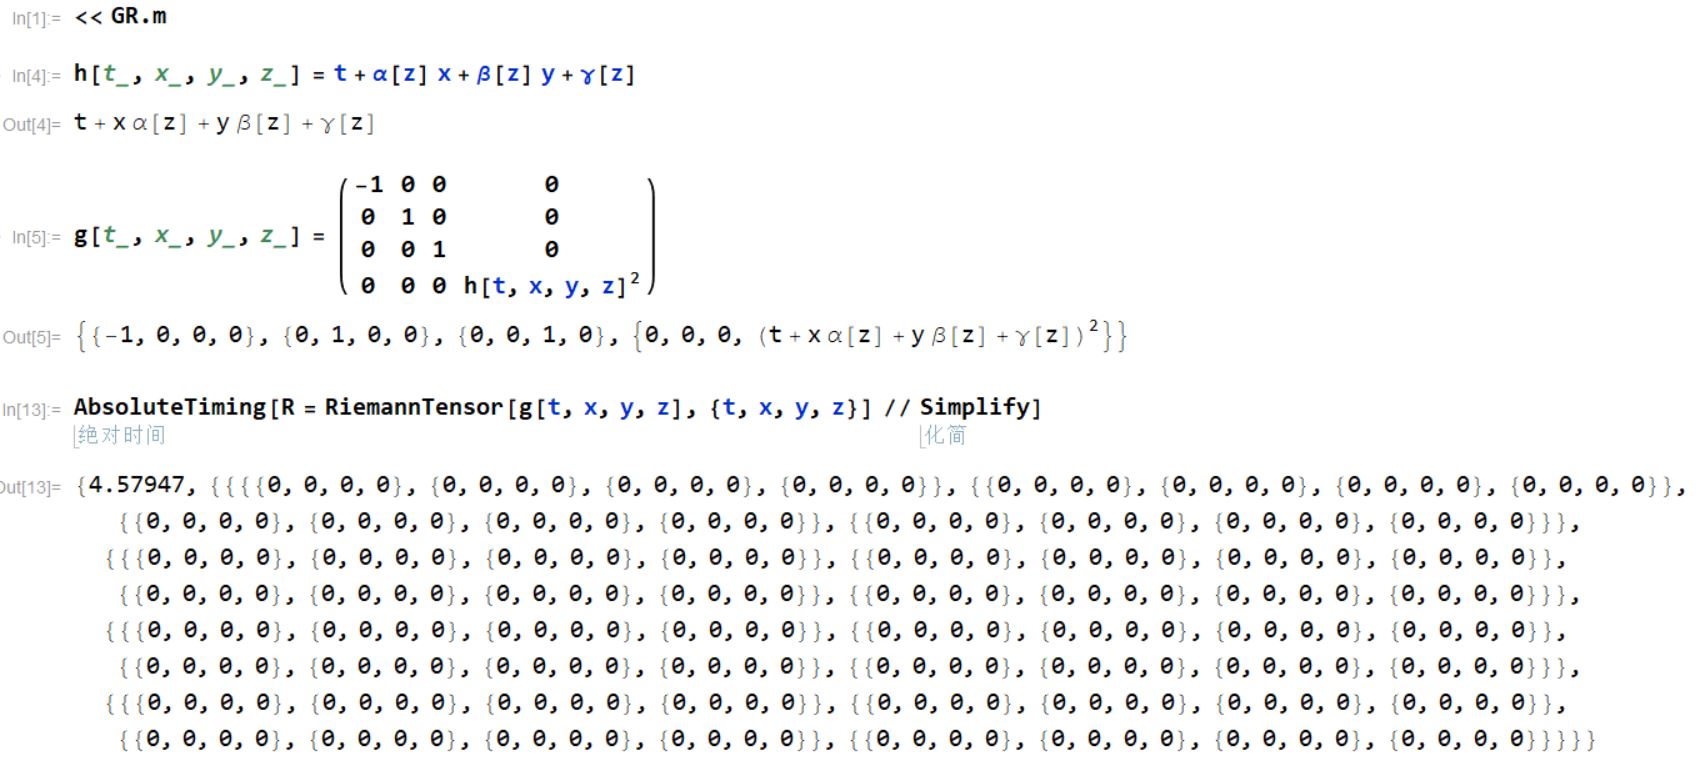 In[1]:= << GR.m
In[4]:= h[t_, x_, y_, z_] = t + α[z] x + β[z] y + γ[z]
Out[4]= t + x α[z] + y β[z] + γ[z]
-1 0 0 0
0 1 0 0
In[5]:= g[t_, x_, y_, z_] =
0 0 1 0
0 0 0 h[t, x, y, z]²
Out[5]= {{-1, 0, 0, 0}, {0, 1, 0, 0}, {0, 0, 1, 0}, {0, 0, 0, (t + x α[z] + y β[z] + γ[z])²}}
In[13]:= AbsoluteTiming[R = RiemannTensor[g[t, x, y, z], {t, x, y, z}] // Simplify]
绝对时间 化简
Out[13]= {4.57947, {{{{0, 0, 0, 0}, {0, 0, 0, 0}, {0, 0, 0, 0}, {0, 0, 0, 0}}, {{0, 0, 0, 0}, {0, 0, 0, 0}, {0, 0, 0, 0}, {0, 0, 0, 0}},
{{0, 0, 0, 0}, {0, 0, 0, 0}, {0, 0, 0, 0}, {0, 0, 0, 0}}, {{0, 0, 0, 0}, {0, 0, 0, 0}, {0, 0, 0, 0}, {0, 0, 0, 0}}},
{{{0, 0, 0, 0}, {0, 0, 0, 0}, {0, 0, 0, 0}, {0, 0, 0, 0}}, {{0, 0, 0, 0}, {0, 0, 0, 0}, {0, 0, 0, 0}, {0, 0, 0, 0}},
{{0, 0, 0, 0}, {0, 0, 0, 0}, {0, 0, 0, 0}, {0, 0, 0, 0}}, {{0, 0, 0, 0}, {0, 0, 0, 0}, {0, 0, 0, 0}, {0, 0, 0, 0}}},
{{{0, 0, 0, 0}, {0, 0, 0, 0}, {0, 0, 0, 0}, {0, 0, 0, 0}}, {{0, 0, 0, 0}, {0, 0, 0, 0}, {0, 0, 0, 0}, {0, 0, 0, 0}},
{{0, 0, 0, 0}, {0, 0, 0, 0}, {0, 0, 0, 0}, {0, 0, 0, 0}}, {{0, 0, 0, 0}, {0, 0, 0, 0}, {0, 0, 0, 0}, {0, 0, 0, 0}}},
{{{0, 0, 0, 0}, {0, 0, 0, 0}, {0, 0, 0, 0}, {0, 0, 0, 0}}, {{0, 0, 0, 0}, {0, 0, 0, 0}, {0, 0, 0, 0}, {0, 0, 0, 0}},
{{0, 0, 0, 0}, {0, 0, 0, 0}, {0, 0, 0, 0}, {0, 0, 0, 0}}, {{0, 0, 0, 0}, {0, 0, 0, 0}, {0, 0, 0, 0}, {0, 0, 0, 0}}}}}